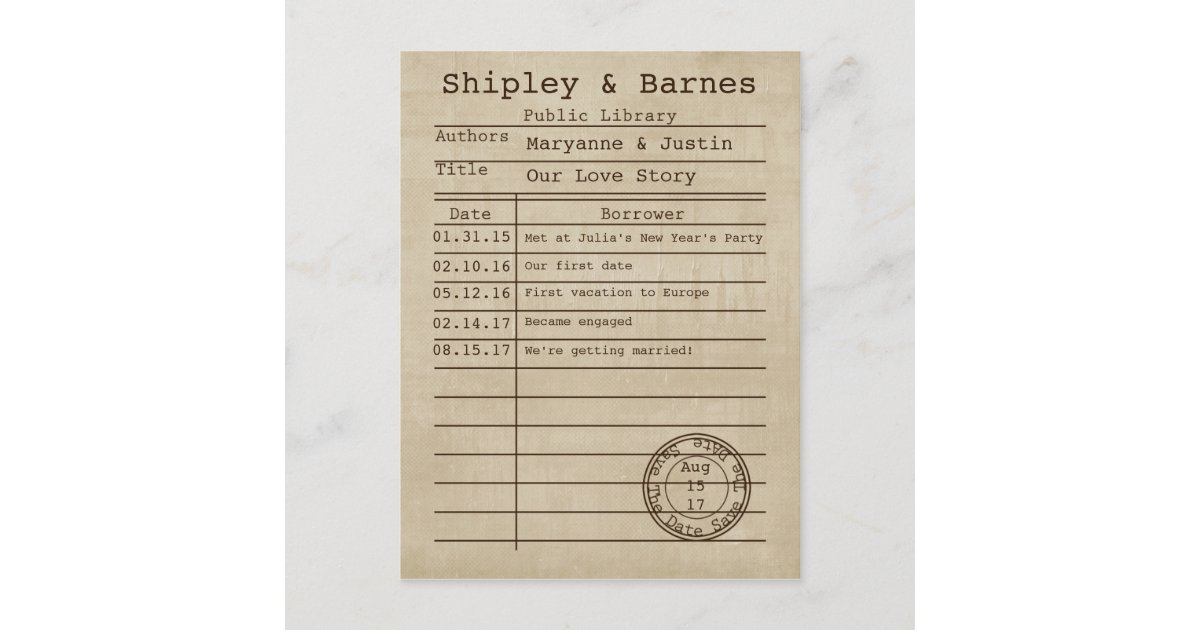 Shipley & Barnes
Public Library
Authors Maryanne & Justin
Title Our Love Story
Date Borrower
01.31.15 Met at Julia's New Year's Party
02.10.16 Our first date
05.12.16 First vacation to Europe
02.14.17 Became engaged
08.15.17 We're getting married!
Save The Date Save The DAte
Aug
15
17